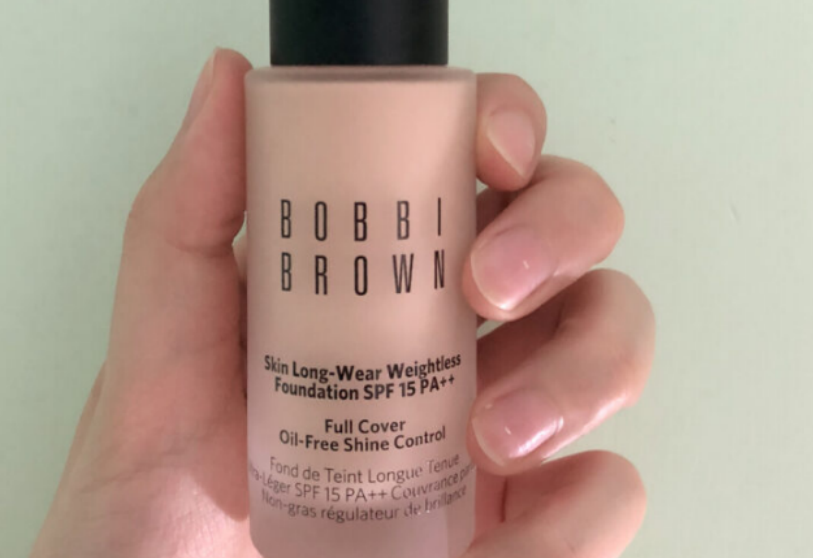 BOBBI
BROWN
Skin Long-Wear Weightless
Foundation SPF 15 PA++
Full Cover
Oil-Free Shine Control
Fond de Teint Longue Tenue
-Léger SPF 15 PA++ Couvrance
Non-gras régulateur de brillance